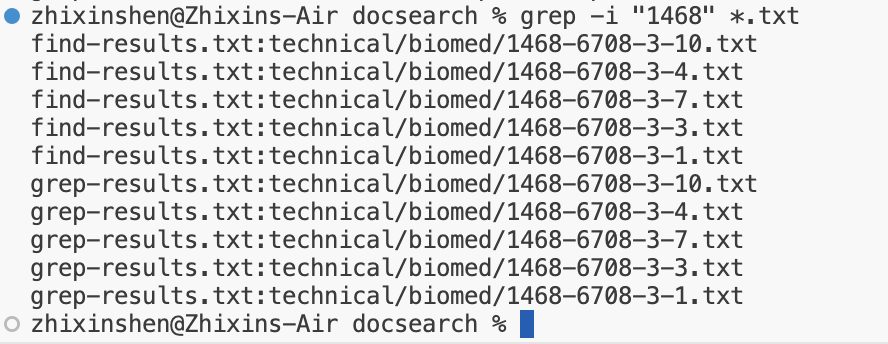 zhixinshen@Zhixins-Air docsearch % grep -i "1468" *.txt
find-results.txt:technical/biomed/1468-6708-3-10.txt
find-results.txt:technical/biomed/1468-6708-3-4.txt
find-results.txt:technical/biomed/1468-6708-3-7.txt
find-results.txt:technical/biomed/1468-6708-3-3.txt
find-results.txt:technical/biomed/1468-6708-3-1.txt
grep-results.txt:technical/biomed/1468-6708-3-10.txt
grep-results.txt:technical/biomed/1468-6708-3-4.txt
grep-results.txt:technical/biomed/1468-6708-3-7.txt
grep-results.txt:technical/biomed/1468-6708-3-3.txt
grep-results.txt:technical/biomed/1468-6708-3-1.txt
zhixinshen@Zhixins-Air docsearch %